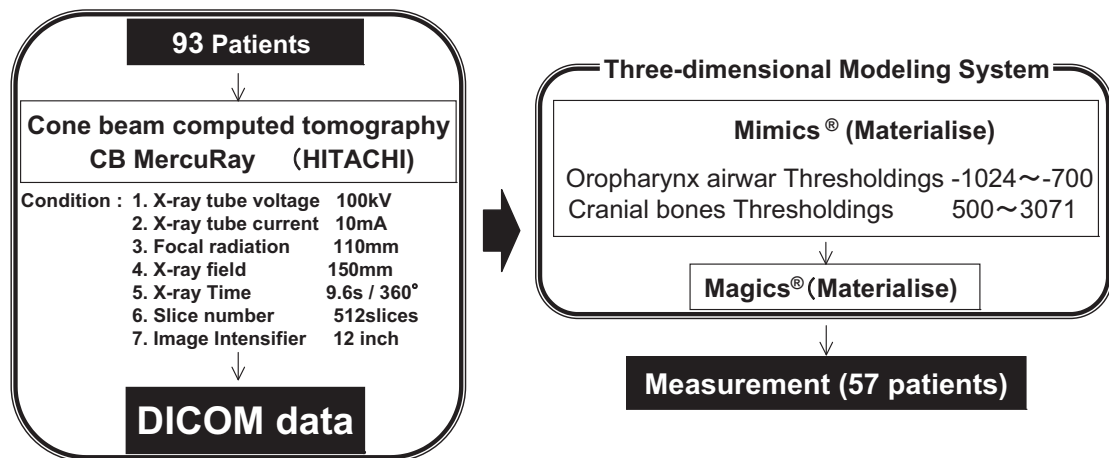 93 Patients
Cone beam computed tomography
CB MercuRay (HITACHI)
Condition : 1. X-ray tube voltage 100kV
2. X-ray tube current 10mA
3. Focal radiation 110mm
4. X-ray field 150mm
5. X-ray Time 9.6s / 360°
6. Slice number 512slices
7. Image Intensifier 12 inch
DICOM data
Three-dimensional Modeling System
Mimics ® (Materialise)
Oropharynx airwar Thresholdings -1024～-700
Cranial bones Thresholdings 500～3071
Magics®(Materialise)
Measurement (57 patients)